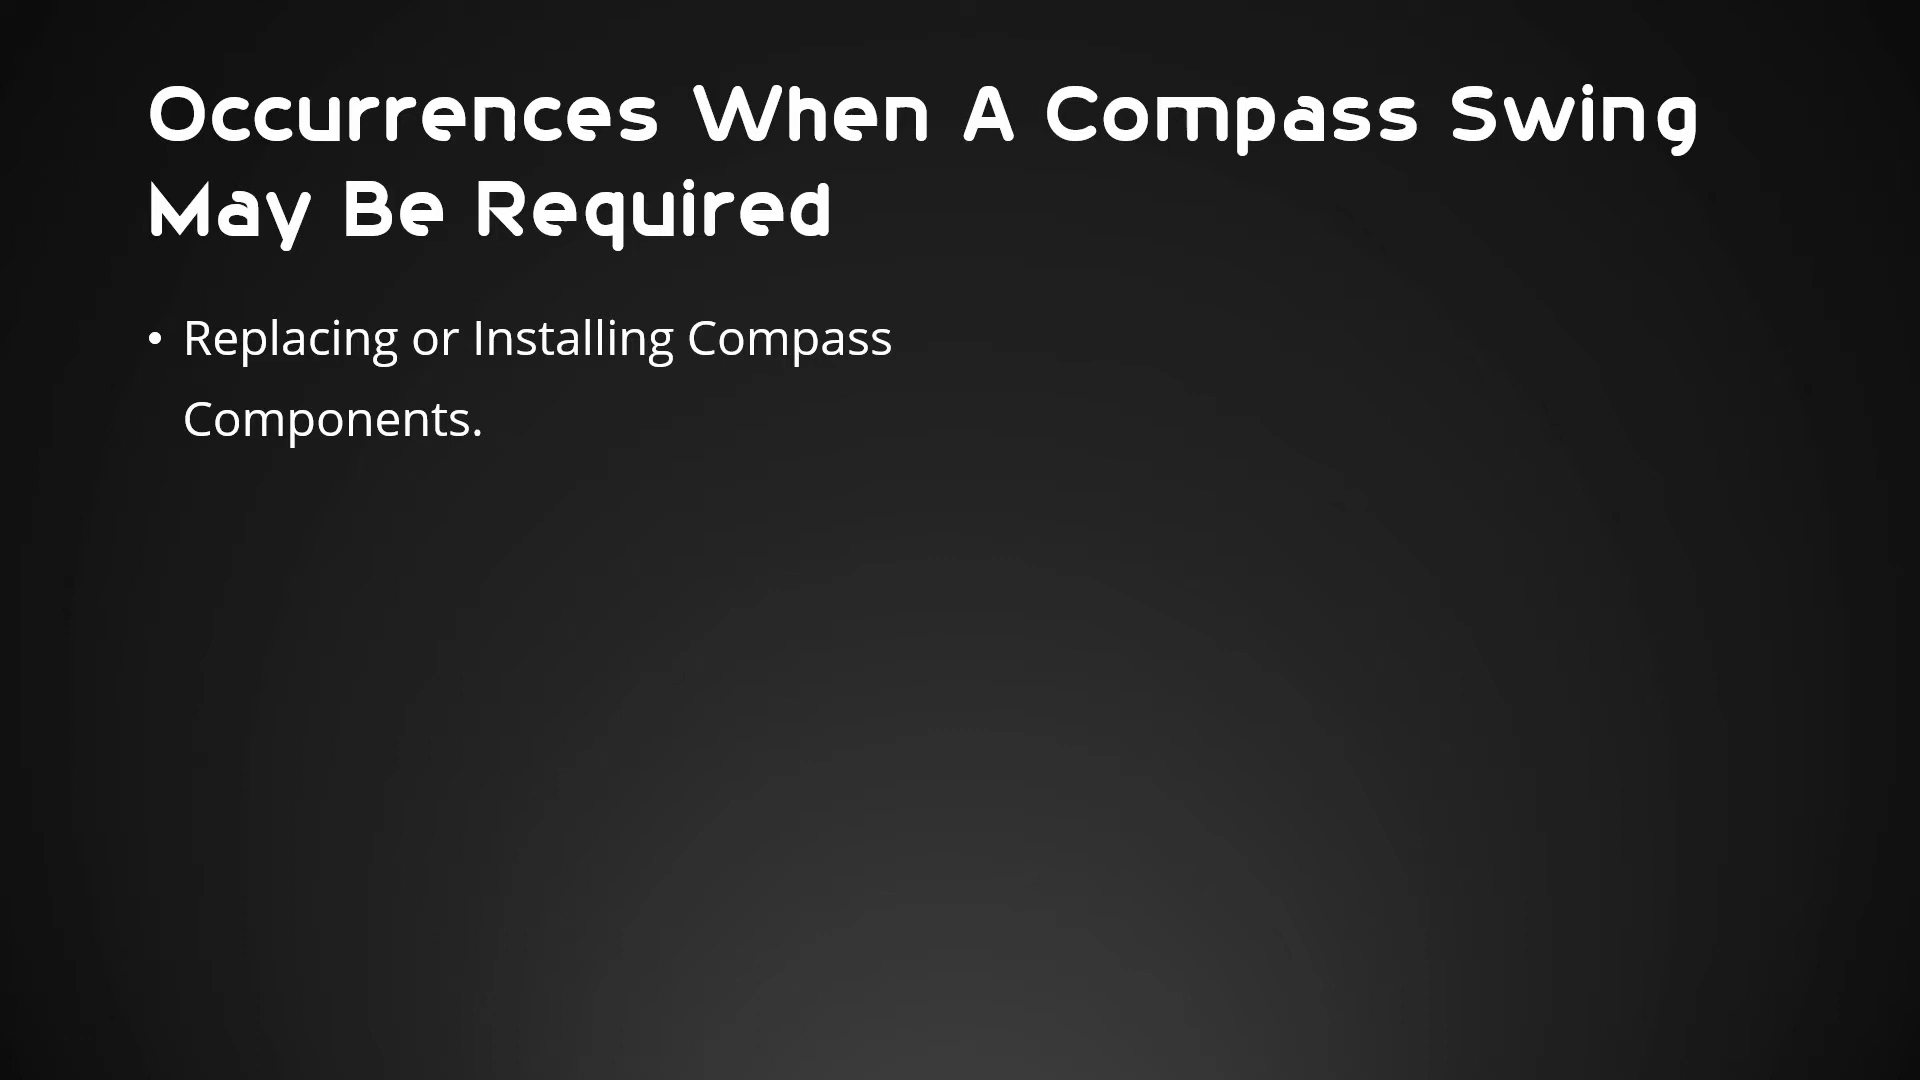 Occurrences When A Compass Swing
May Be Required
• Replacing or Installing Compass
Components.